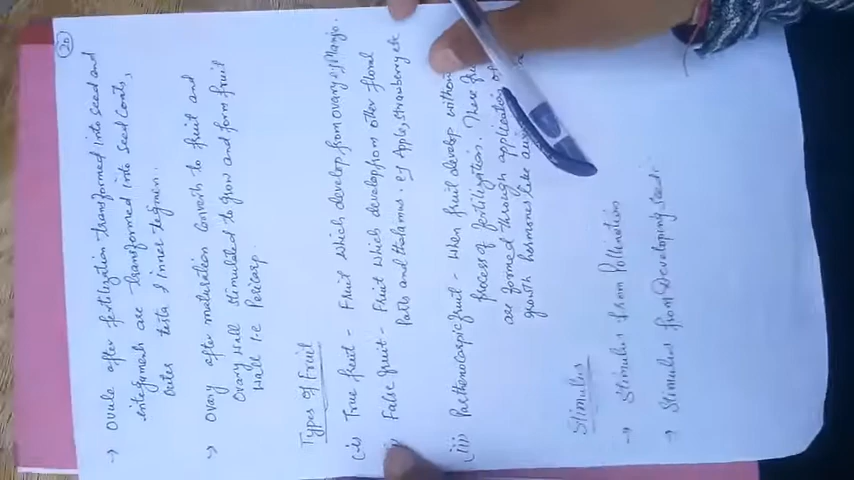 20
→ Ovule after fertilization transformed into seed and
integements are transformed into seed coats,
outer testa & inner tegmen.
→ Ovary after maturation converts to fruit and
Ovary wall stimulated to grow and form fruit
wall i.e Pericarp
Types of Fruit
(i) True fruit - Fruit which develop from ovary eg Mango.
False fruit - Fruit which develop from other floral
parts and thalamus. eg Apple, strawberry etc
(ii) Parthenocarpic fruit - When fruit develop without
process of fertilization. These
are formed through application of
growth hormones like
Stimulus
→ Stimulus from Pollination
→ Stimulus from Developing seed.